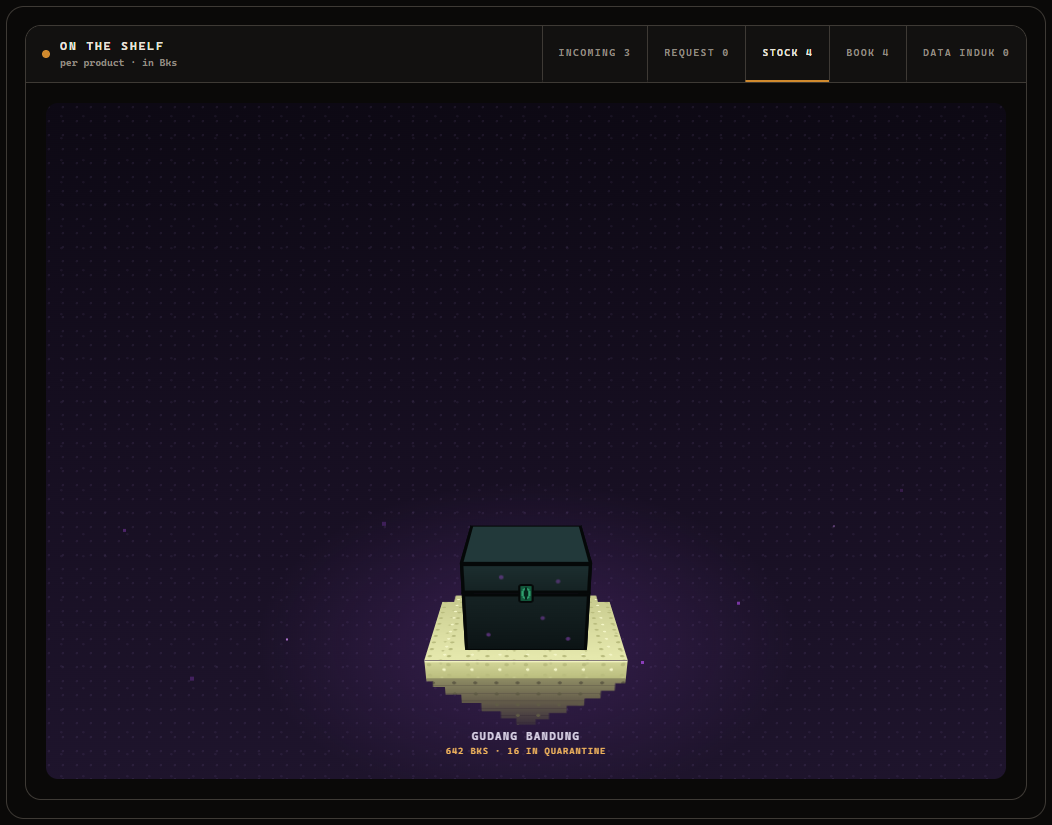 ON THE SHELF
per product · in Bks
INCOMING 3
REQUEST 0
STOCK 4
BOOK 4
DATA INDUK 0
GUDANG BANDUNG
642 BKS · 16 IN QUARANTINE